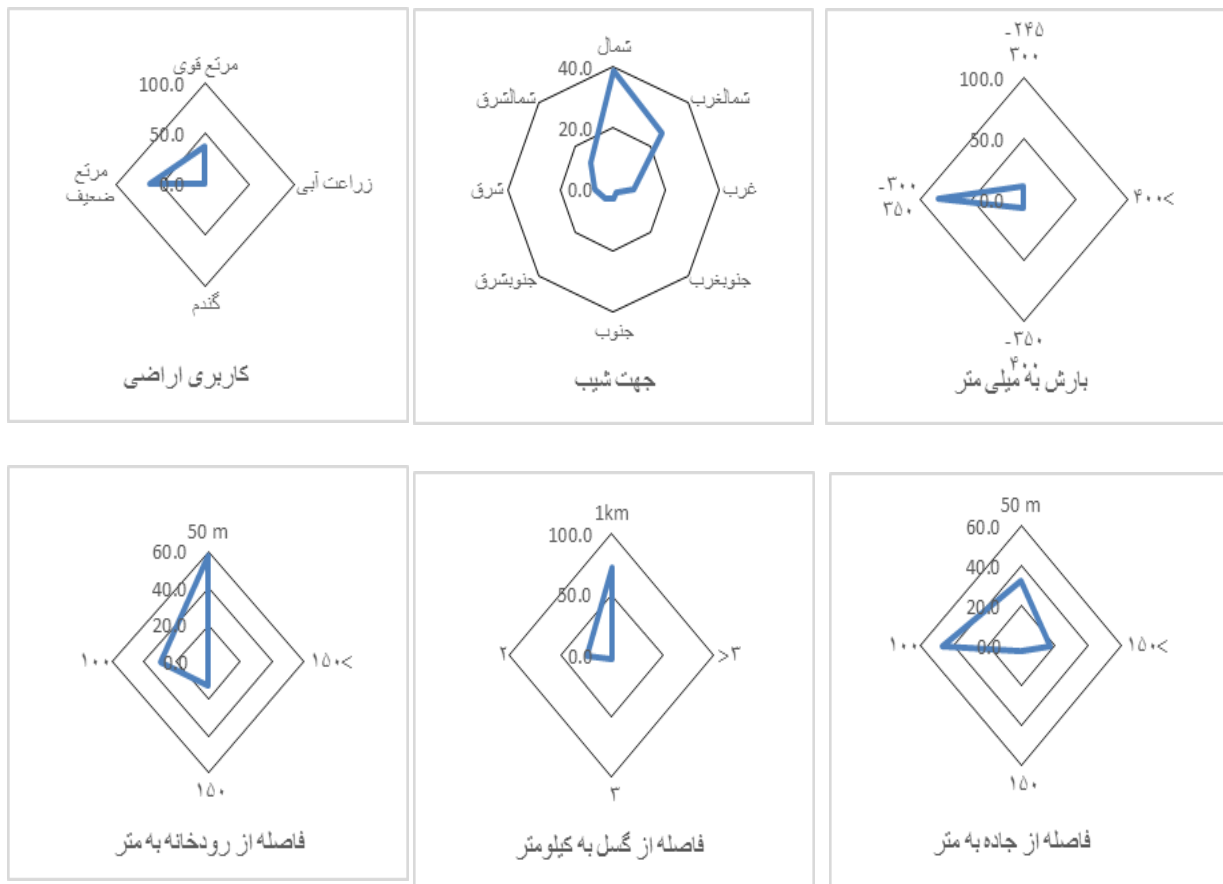 مرتع قوی
100.0
50.0
0.0
مرتع
ضعیف
زراعت آبی
گندم
کاربری اراضی
شمال
40.0
شمالشرق
شمالغرب
20.0
شرق
0.0
غرب
جنوبشرق
جنوبغرب
جنوب
جهت شیب
۲۴۵-
۳۰۰
100.0
50.0
۳۰۰-
۳۵۰
0.0
۴۰۰<
۳۵۰-
۴۰۰
بارش به میلی متر
50 m
60.0
40.0
20.0
۱۰۰
0.0
۱۵۰<
۱۵۰
فاصله از رودخانه به متر
1km
100.0
50.0
۲
0.0
>۳
۳
فاصله از گسل به کیلومتر
50 m
60.0
40.0
20.0
۱۰۰
0.0
۱۵۰<
۱۵۰
فاصله از جاده به متر